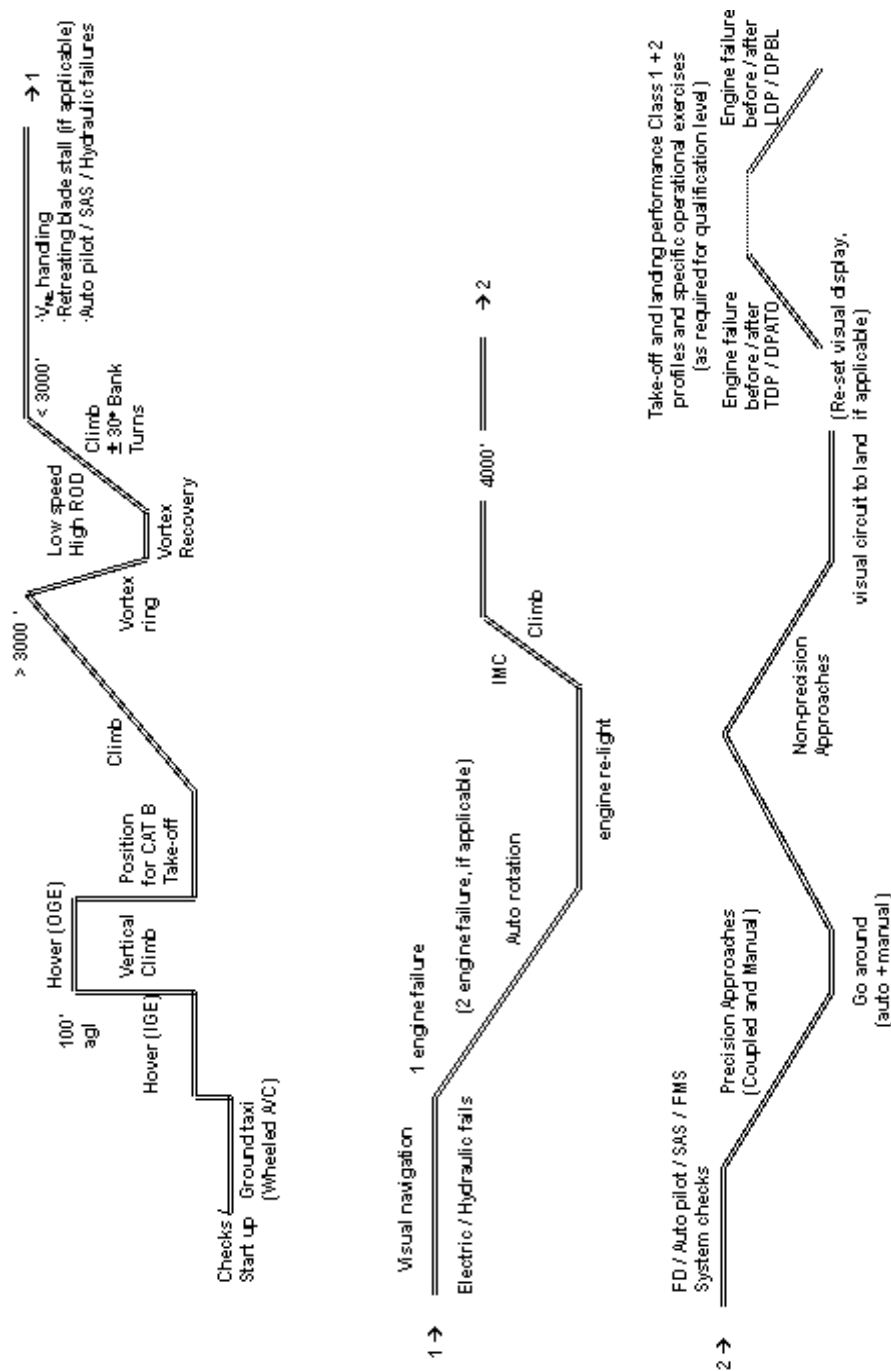 Checks /
Start up
Ground taxi
(Wheeled A/C)
Hover (IGE)
100'
agl
Hover (OGE)
Vertical
Climb
Position
for CAT B
Take-off
Climb
> 3000 '
Vortex
ring
Low speed
High ROD
Vortex
Recovery
Climb
± 30° Bank
Turns
< 3000'
·VNE handling
·Retreating blade stall (if applicable)
·Auto pilot / SAS / Hydraulic failures
→ 1
1 →
Visual navigation
Electric / Hydraulic fails
1 engine failure
(2 engine failure, if applicable)
Auto rotation
engine re-light
IMC
Climb
4000'
→ 2
2 →
FD / Auto pilot / SAS / FMS
System checks
Precision Approaches
(Coupled and Manual)
Go around
(auto + manual)
Non-precision
Approaches
visual circuit to land
(Re-set visual display,
if applicable)
Take-off and landing performance Class 1 + 2
profiles and specific operational exercises
(as required for qualification level)
Engine failure
before / after
TDP / DPATO
Engine failure
before / after
LDP / DPBL